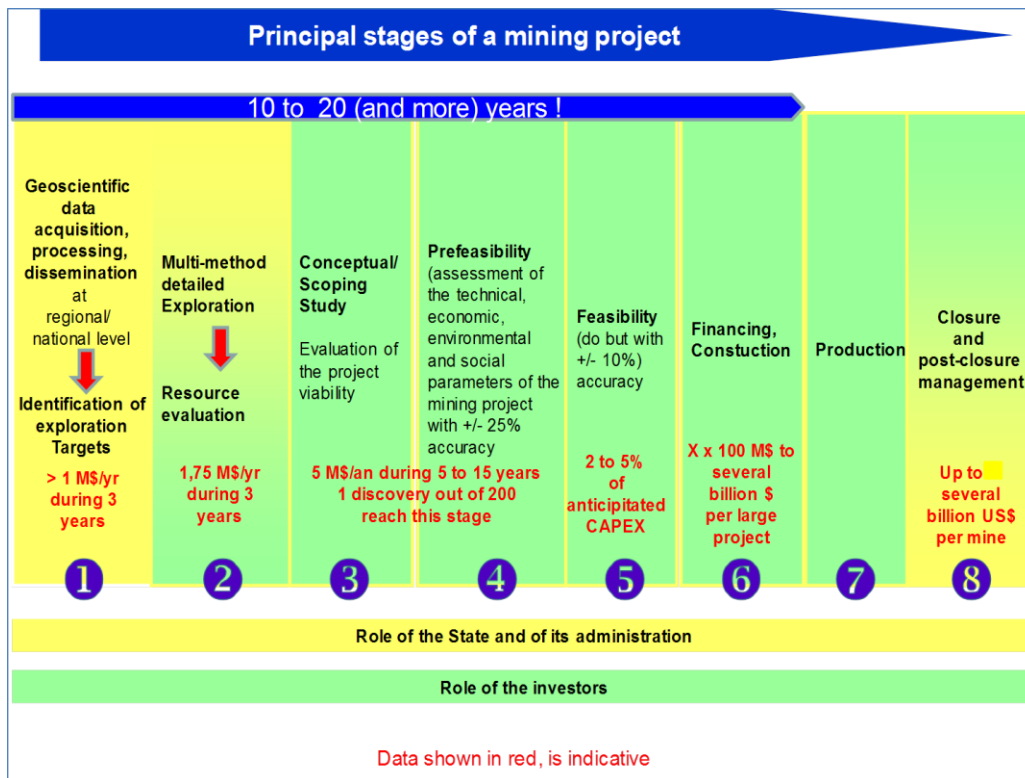 Principal stages of a mining project
10 to 20 (and more) years !
Geoscientific
data
acquisition,
processing,
dissemination
at
regional/
national level
Identification of
exploration
Targets
> 1 M$/yr
during 3
years
1
Multi-method
detailed
Exploration
Resource
evaluation
1,75 M$/yr
during 3
years
2
Conceptual/
Scoping
Study
Evaluation of
the project
viability
Prefeasibility
(assessment of
the technical,
economic,
environmental
and social
parameters of the
mining project
with +/- 25%
accuracy
5 M$/an during 5 to 15 years
1 discovery out of 200
reach this stage
3
4
Feasibility
(do but with
+/- 10%)
accuracy
2 to 5%
of
anticipitated
CAPEX
5
Financing,
Constuction
X x 100 M$ to
several
billion $
per large
project
6
Production
7
Closure
and
post-closure
management
Up to
several
billion US$
per mine
8
Role of the State and of its administration
Role of the investors
Data shown in red, is indicative